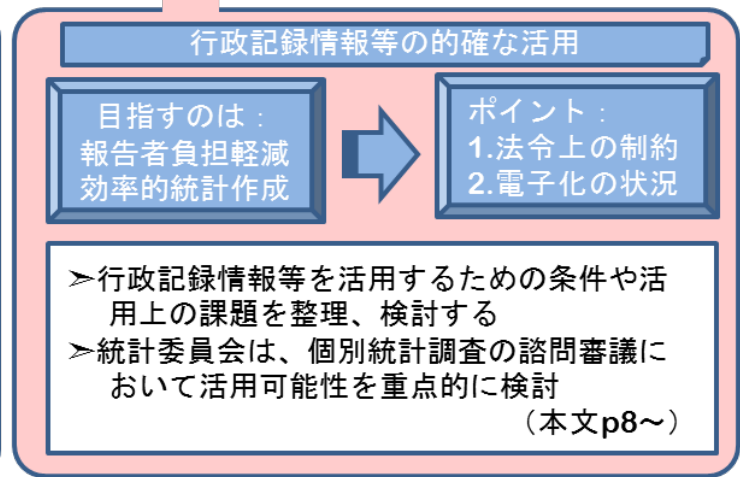 行政記録情報等の的確な活用
目指すのは：
報告者負担軽減
効率的統計作成
ポイント：
1.法令上の制約
2.電子化の状況
➣行政記録情報等を活用するための条件や活
用上の課題を整理、検討する
➣統計委員会は、個別統計調査の諮問審議に
おいて活用可能性を重点的に検討
（本文p8～）